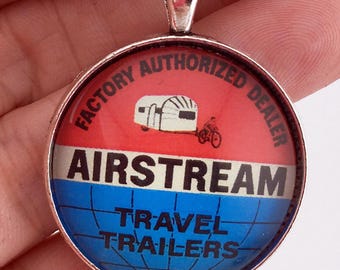 FACTORY AUTHORIZED DEALER
AIRSTREAM
TRAVEL
TRAILERS